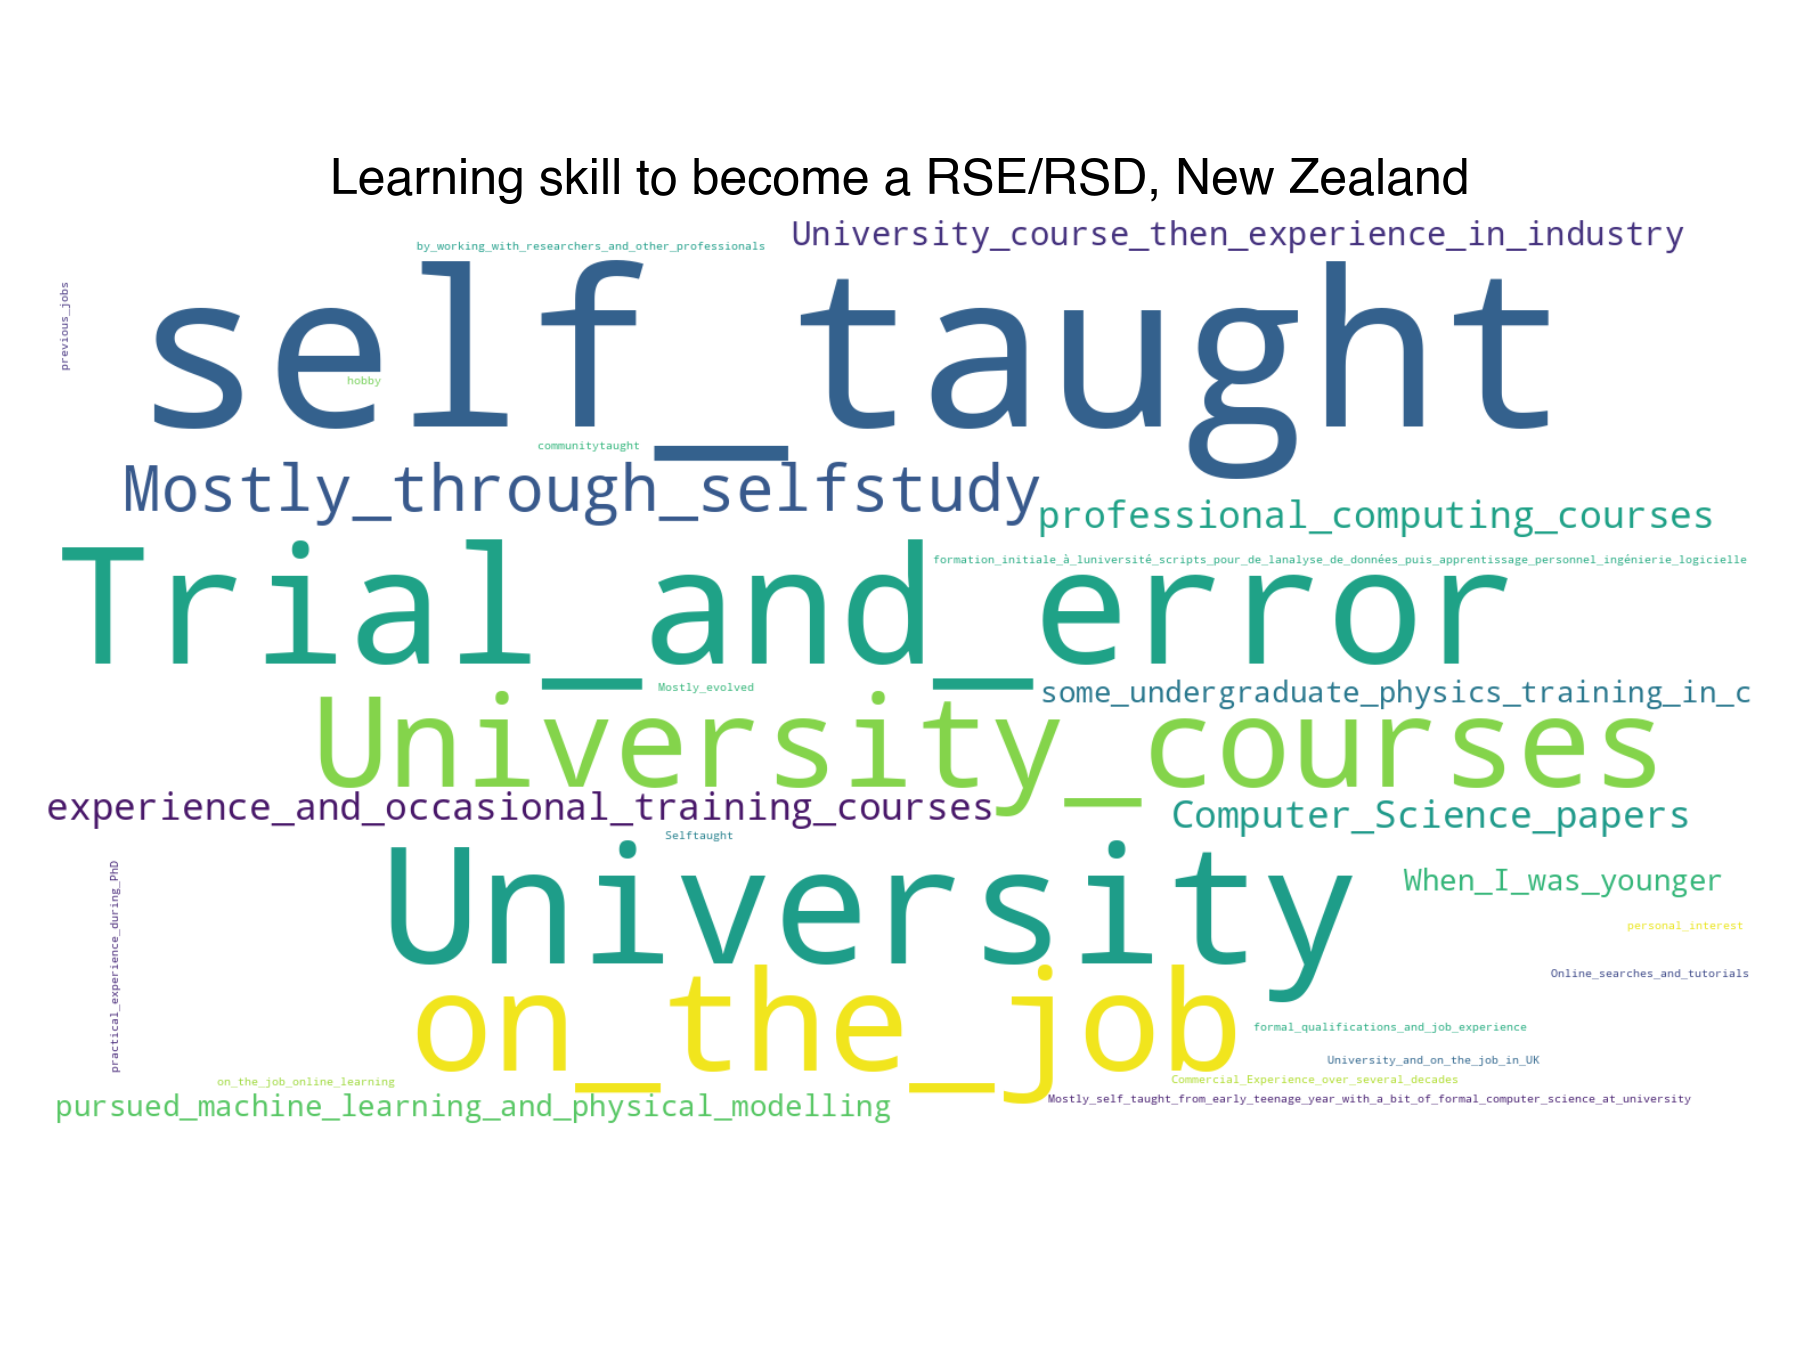 Learning skill to become a RSE/RSD, New Zealand
University_course_then_experience_in_industry
by_working_with_researchers_and_other_professionals
previous_jobs
self_taught
hobby
communitytaught
Mostly_through_selfstudy
professional_computing_courses
formation_initiale_à_luniversité_scripts_pour_de_lanalyse_de_données_puis_apprentissage_personnel_ingénierie_logicielle
Trial_and_error
Mostly_evolved
some_undergraduate_physics_training_in_c
University_courses
experience_and_occasional_training_courses
Computer_Science_papers
Selftaught
University
When_I_was_younger
practical_experience_during_PhD
personal_interest
Online_searches_and_tutorials
on_the_job
formal_qualifications_and_job_experience
University_and_on_the_job_in_UK
on_the_job_online_learning
Commercial_Experience_over_several_decades
pursued_machine_learning_and_physical_modelling
Mostly_self_taught_from_early_teenage_year_with_a_bit_of_formal_computer_science_at_university